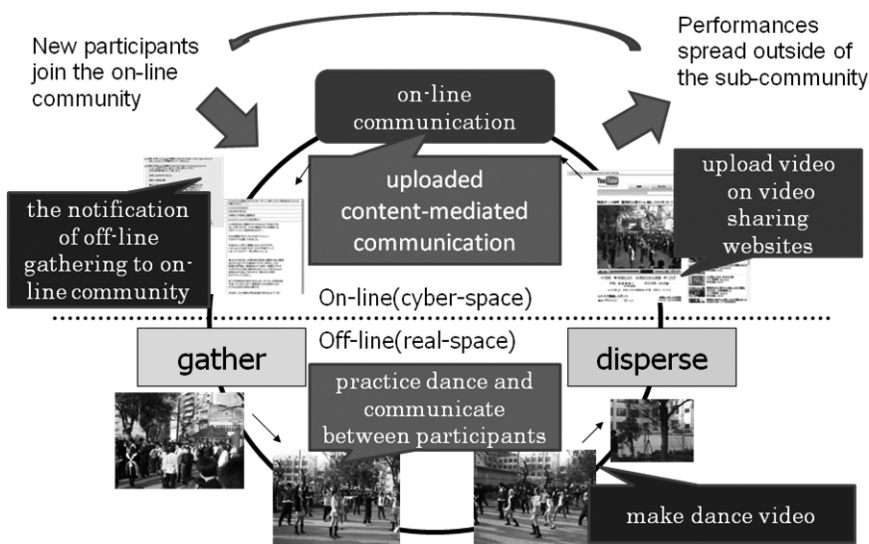 New participants
join the on-line
community
Performances
spread outside of
the sub-community
on-line
communication
uploaded
content-mediated
communication
upload video
on video
sharing
websites
the notification
of off-line
gathering to on-
line community
YouTube
On-line(cyber-space)
Off-line(real-space)
gather
disperse
practice dance and
communicate
between participants
make dance video